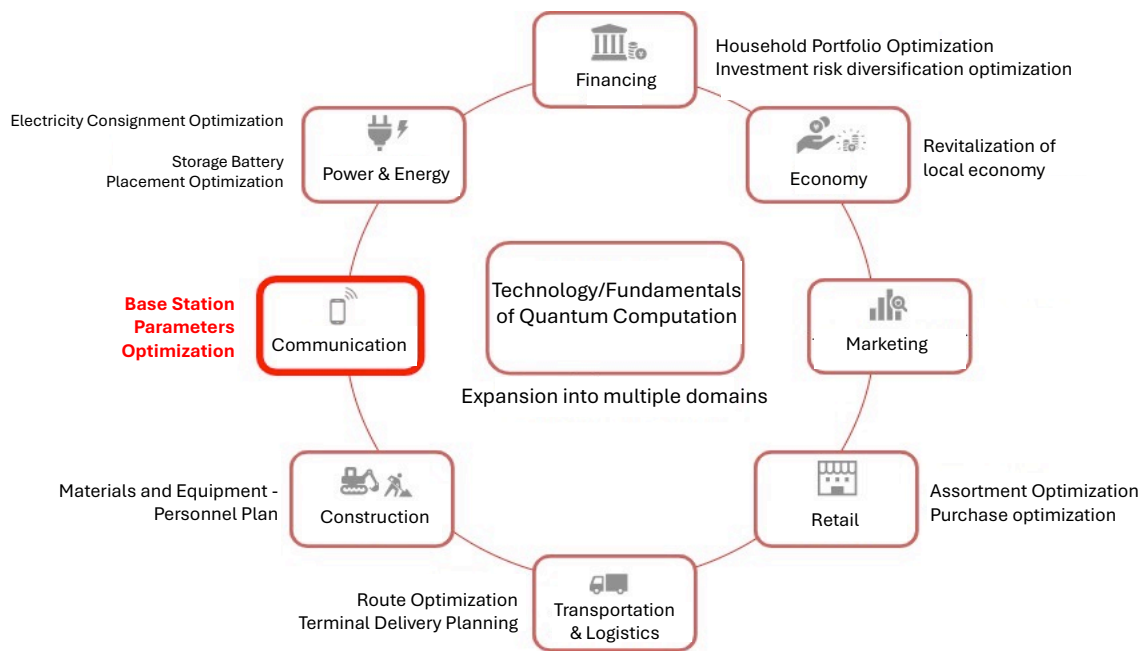 Financing
Household Portfolio Optimization
Investment risk diversification optimization
Electricity Consignment Optimization
Storage Battery
Placement Optimization
Power & Energy
Economy
Revitalization of
local economy
Base Station
Parameters
Optimization
Communication
Technology/Fundamentals
of Quantum Computation
Expansion into multiple domains
Marketing
Materials and Equipment -
Personnel Plan
Construction
Retail
Assortment Optimization
Purchase optimization
Route Optimization
Terminal Delivery Planning
Transportation
& Logistics